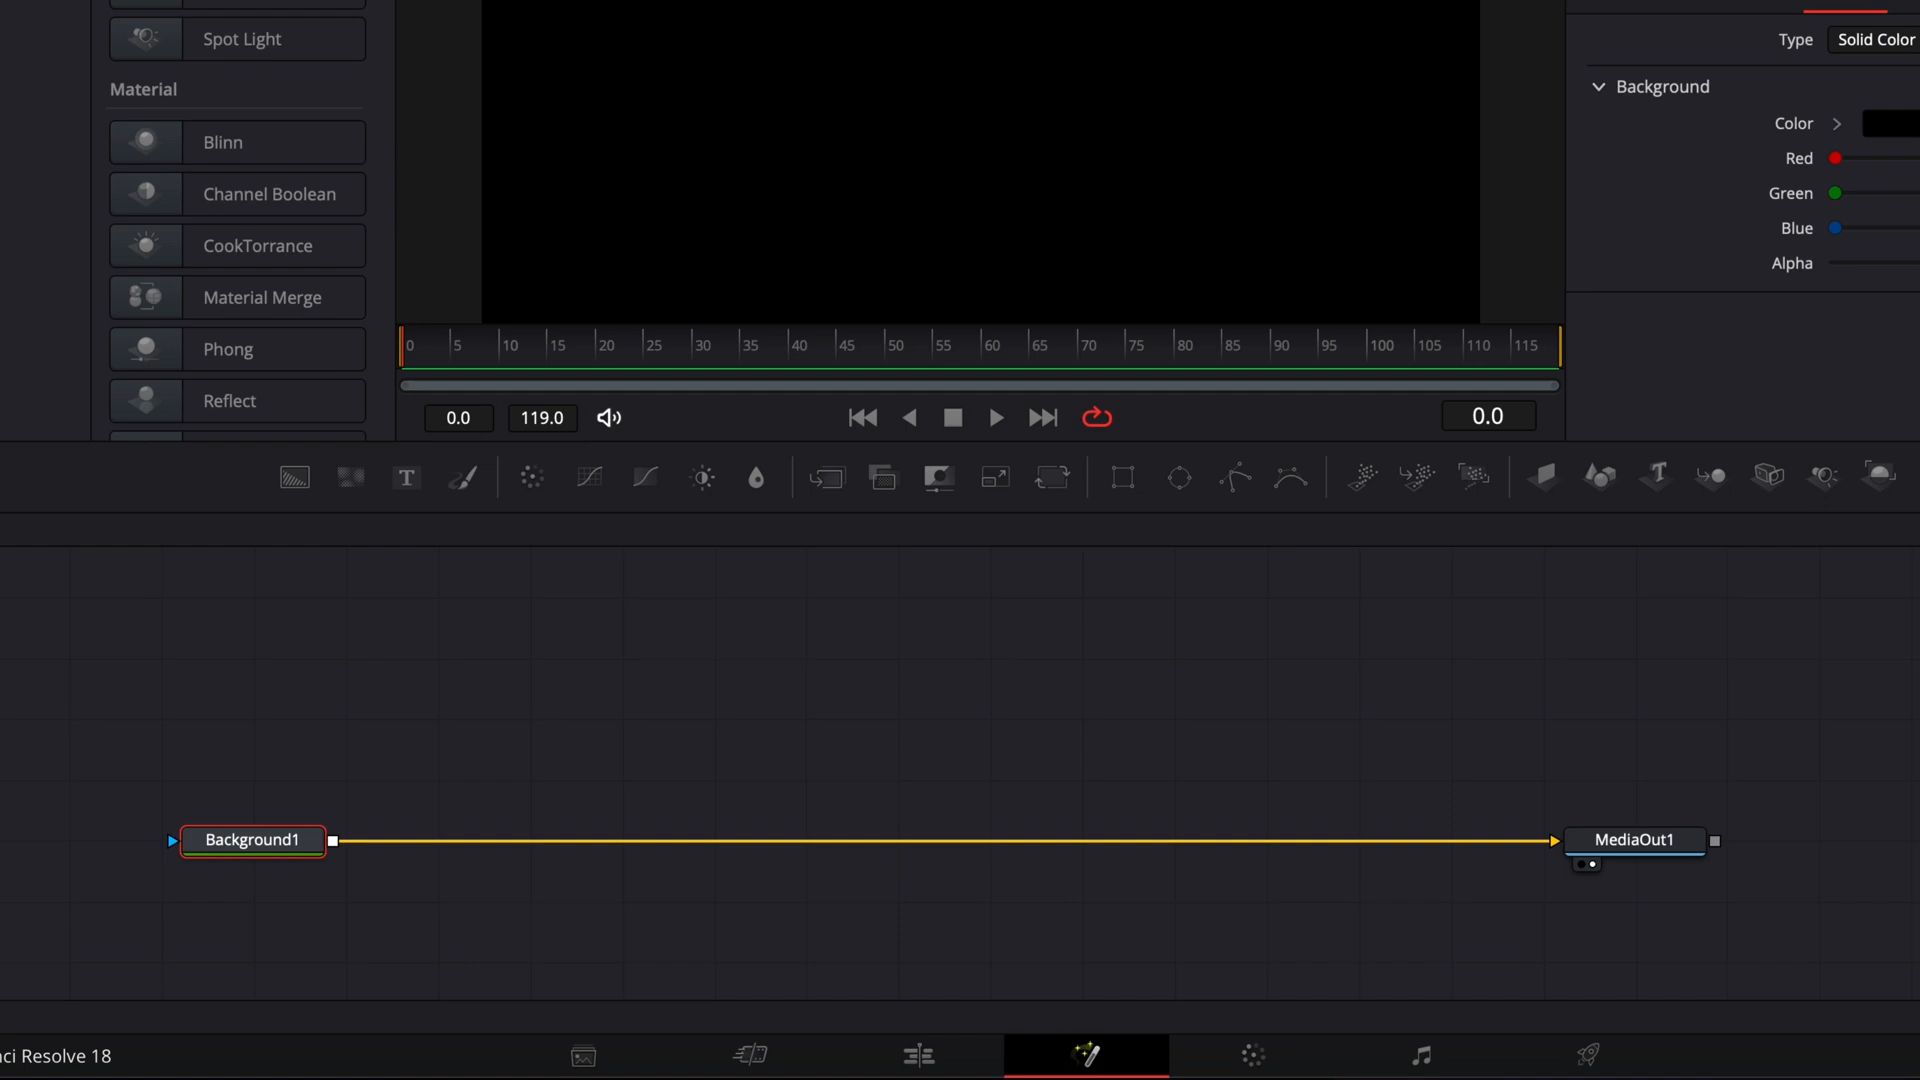 Spot Light
Material
Blinn
Channel Boolean
CookTorrance
Material Merge
Phong
Reflect
0 5 10 15 20 25 30 35 40 45 50 55 60 65 70 75 80 85 90 95 100 105 110 115
0.0 119.0 0.0
Type Solid Color
Background
Color
Red
Green
Blue
Alpha
T
T
Background1
MediaOut1
ci Resolve 18